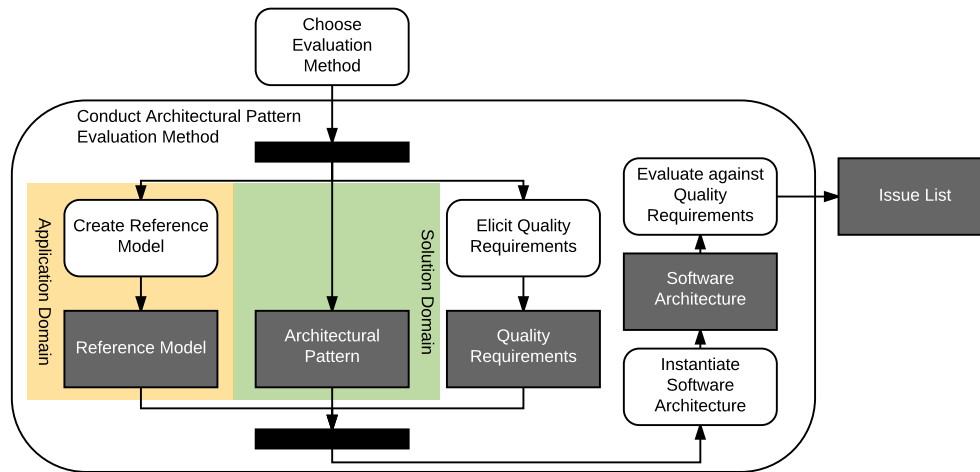 Choose
Evaluation
Method
Conduct Architectural Pattern
Evaluation Method
Application Domain
Create Reference
Model
Reference Model
Architectural
Pattern
Solution Domain
Elicit Quality
Requirements
Quality
Requirements
Evaluate against
Quality
Requirements
Software
Architecture
Instantiate
Software
Architecture
Issue List